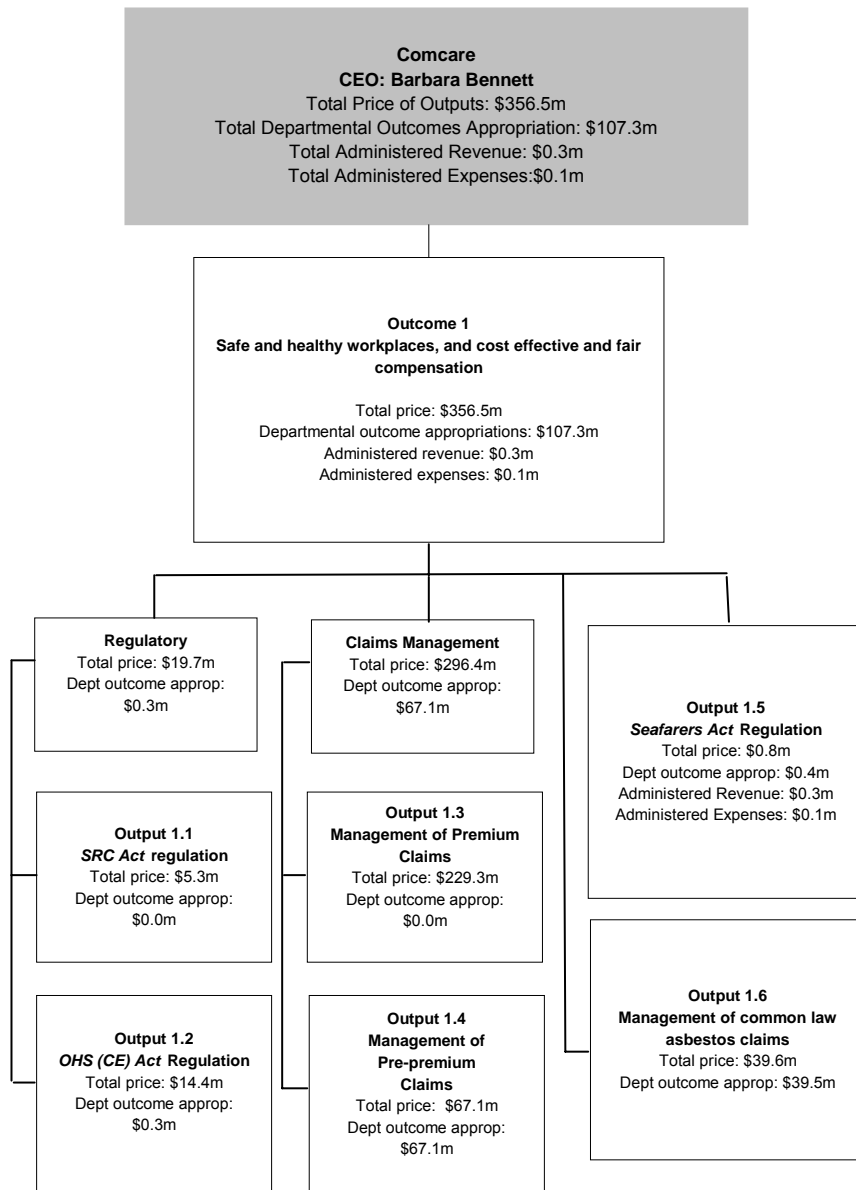 Comcare
CEO: Barbara Bennett
Total Price of Outputs: $356.5m
Total Departmental Outcomes Appropriation: $107.3m
Total Administered Revenue: $0.3m
Total Administered Expenses:$0.1m
Outcome 1
Safe and healthy workplaces, and cost effective and fair
compensation
Total price: $356.5m
Departmental outcome appropriations: $107.3m
Administered revenue: $0.3m
Administered expenses: $0.1m
Regulatory
Total price: $19.7m
Dept outcome approp:
$0.3m
Output 1.1
SRC Act regulation
Total price: $5.3m
Dept outcome approp:
$0.0m
Output 1.2
OHS (CE) Act Regulation
Total price: $14.4m
Dept outcome approp:
$0.3m
Claims Management
Total price: $296.4m
Dept outcome approp:
$67.1m
Output 1.3
Management of Premium
Claims
Total price: $229.3m
Dept outcome approp:
$0.0m
Output 1.4
Management of
Pre-premium
Claims
Total price: $67.1m
Dept outcome approp:
$67.1m
Output 1.5
Seafarers Act Regulation
Total price: $0.8m
Dept outcome approp: $0.4m
Administered Revenue: $0.3m
Administered Expenses: $0.1m
Output 1.6
Management of common law
asbestos claims
Total price: $39.6m
Dept outcome approp: $39.5m